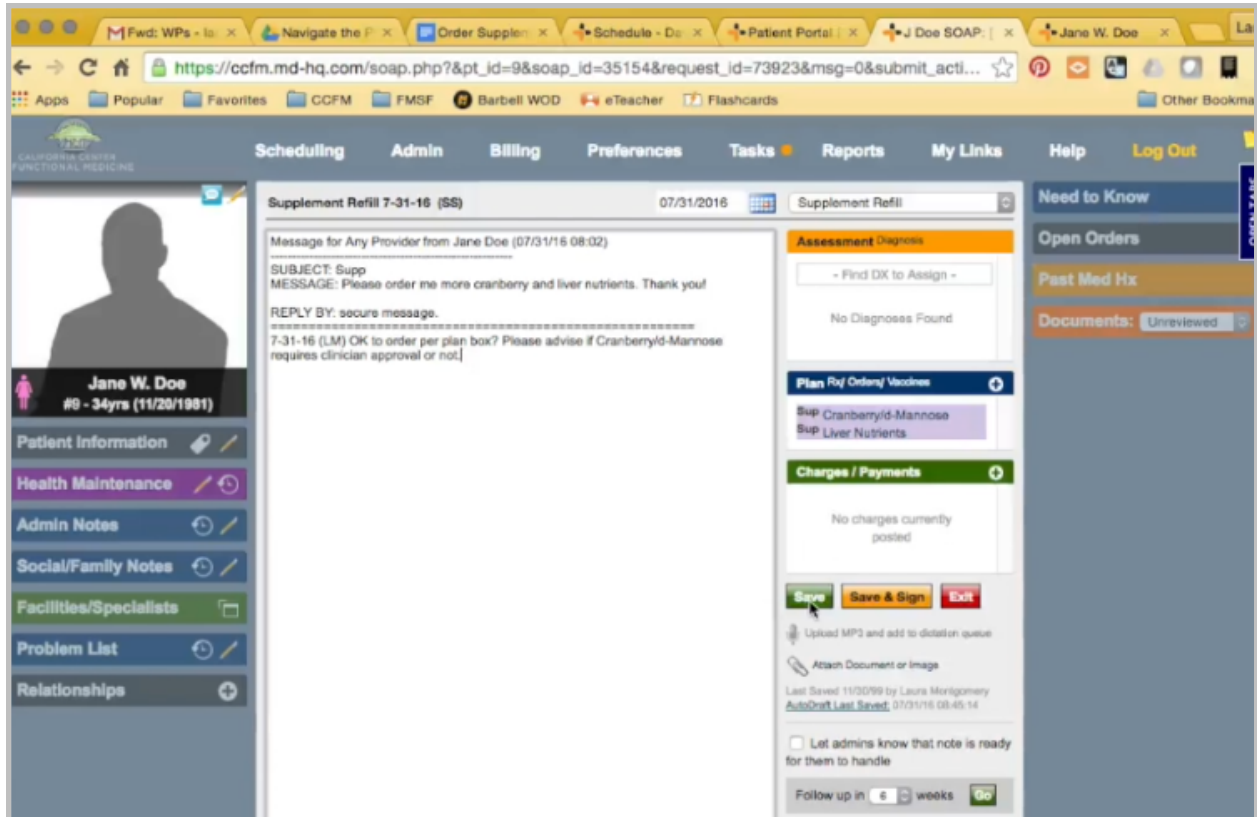 Fwd: WPs - la
Navigate the P
Order Supplem
Schedule - Da
Patient Portal
J Doe SOAP: [
Jane W. Doe
La
https://ccfm.md-hq.com/soap.php?&pt_id=9&soap_id=35154&request_id=73923&msg=0&submit_acti...
Apps Popular Favorites CCFM FMSF Barbell WOD eTeacher Flashcards Other Bookma
CALIFORNIA CENTER
FUNCTIONAL MEDICINE
Scheduling Admin Billing Preferences Tasks Reports My Links Help Log Out
OPEN TABS
Jane W. Doe
#9 - 34yrs (11/20/1981)
Patient Information
Health Maintenance
Admin Notes
Social/Family Notes
Facilities/Specialists
Problem List
Relationships
Supplement Refill 7-31-16 (SS) 07/31/2016 Supplement Refill
Message for Any Provider from Jane Doe (07/31/16 08:02)
SUBJECT: Supp
MESSAGE: Please order me more cranberry and liver nutrients. Thank you!
REPLY BY: secure message.
7-31-16 (LM) OK to order per plan box? Please advise if Cranberry/d-Mannose
requires clinician approval or not.
Assessment Diagnosis
- Find DX to Assign -
No Diagnoses Found
Plan Rx/ Orders/ Vaccines
Sup Cranberry/d-Mannose
Sup Liver Nutrients
Charges / Payments
No charges currently
posted
Save Save & Sign Exit
Upload MP3 and add to dictation queue
Attach Document or Image
Last Saved 11/30/99 by Laura Montgomery
AutoDraft Last Saved: 07/31/16 08:45:14
Let admins know that note is ready
for them to handle
Follow up in 6 weeks Go
Need to Know
Open Orders
Past Med Hx
Documents: Unreviewed